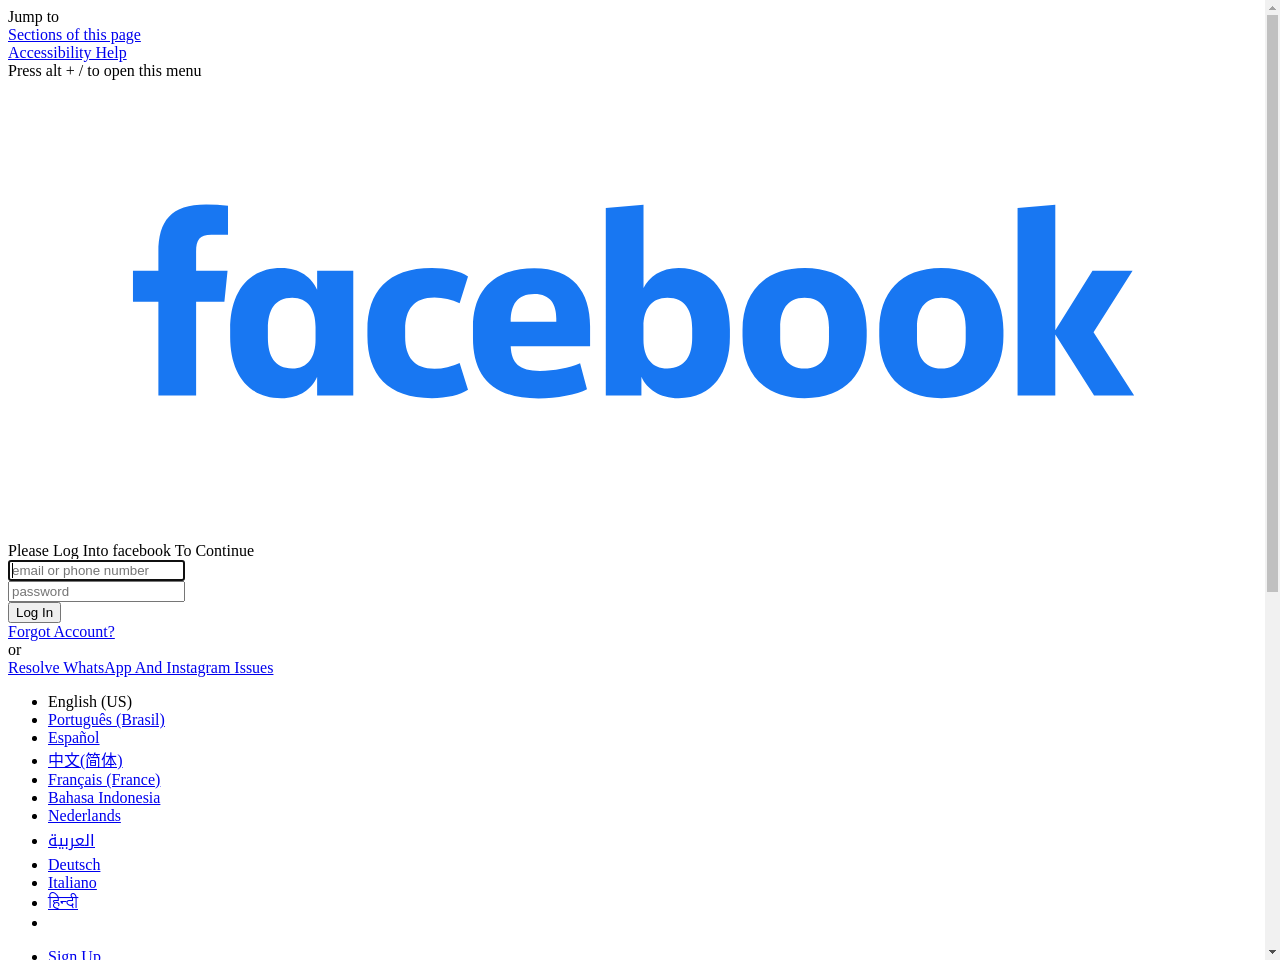 Jump to
Sections of this page
Accessibility Help
Press alt + / to open this menu
facebook
Please Log Into facebook To Continue
email or phone number
password
Log In
Forgot Account?
or
Resolve WhatsApp And Instagram Issues
English (US)
Português (Brasil)
Español
中文(简体)
Français (France)
Bahasa Indonesia
Nederlands
العربية
Deutsch
Italiano
हिन्दी
Sign Up